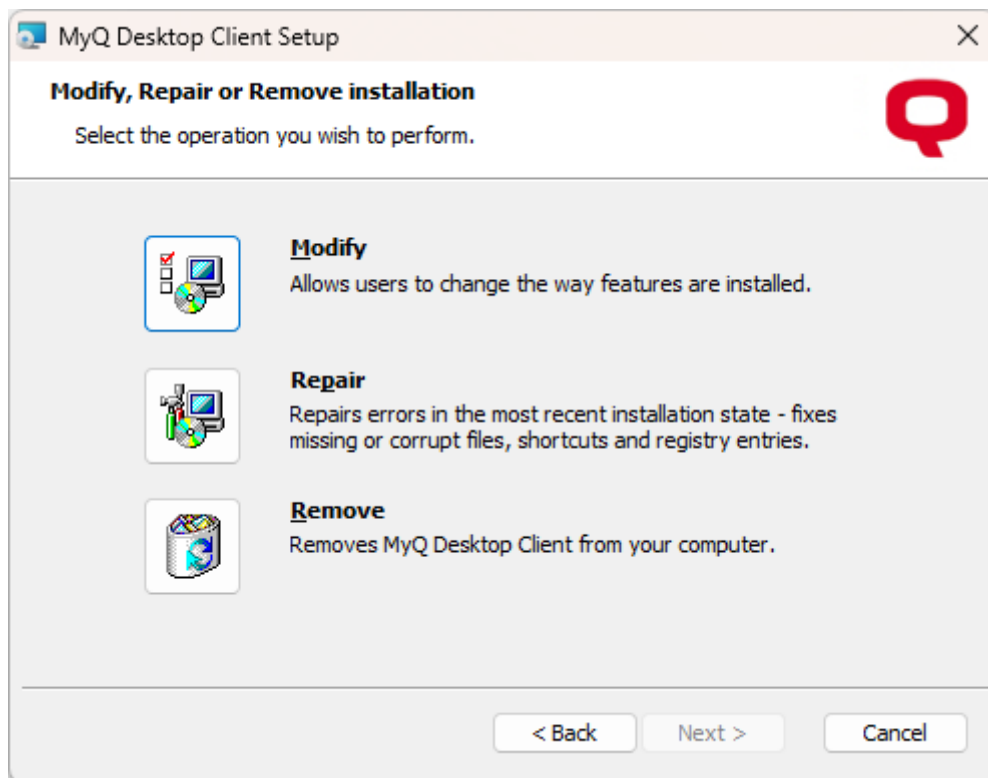 MyQ Desktop Client Setup
Modify, Repair or Remove installation
Select the operation you wish to perform.
Modify
Allows users to change the way features are installed.
Repair
Repairs errors in the most recent installation state - fixes
missing or corrupt files, shortcuts and registry entries.
Remove
Removes MyQ Desktop Client from your computer.
< Back
Next >
Cancel